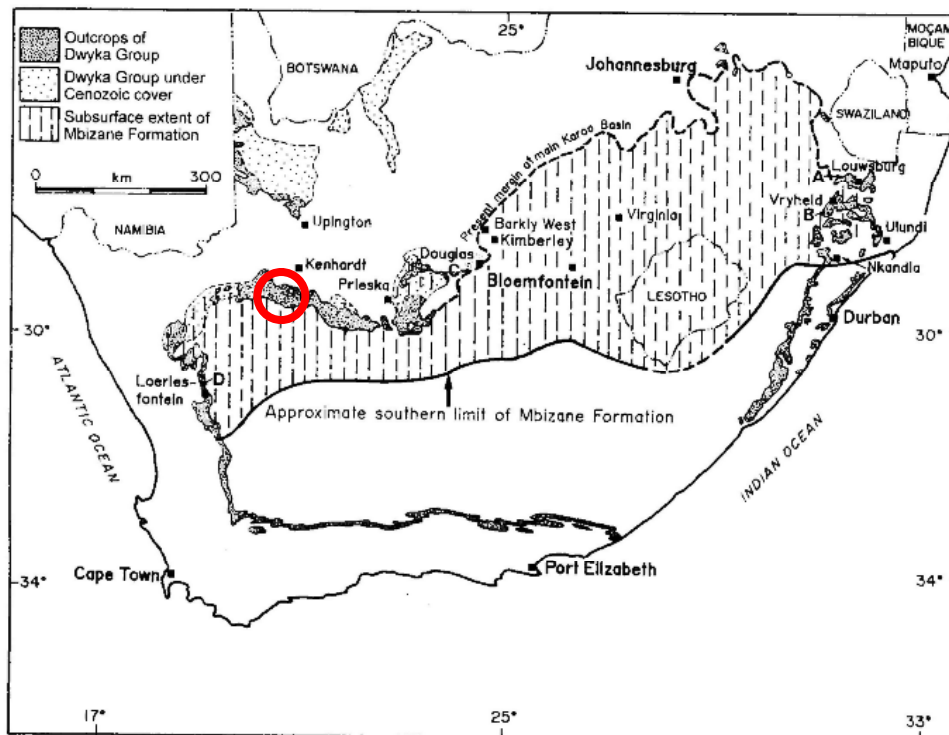 Outcrops of
Dwyka Group
Dwyka Group under
Cenozoic cover
Subsurface extent of
Mbizane Formation
0 km 300
25°
MOÇAM
BIQUE
Maputo
BOTSWANA
Johannesburg
SWAZILAND
Present margin of main Karoo Basin
Louwsburg
A
Vryheid
B
Ulundi
Nkandla
Virginia
Barkly West
Kimberley
Upington
NAMIBIA
Kenhardt
Prieska
Douglas
C
Bloemfontein
LESOTHO
Durban
30°
30°
D
Loeries-
fontein
Approximate southern limit of Mbizane Formation
ATLANTIC OCEAN
INDIAN OCEAN
Cape Town
Port Elizabeth
34°
34°
17°
25°
33°